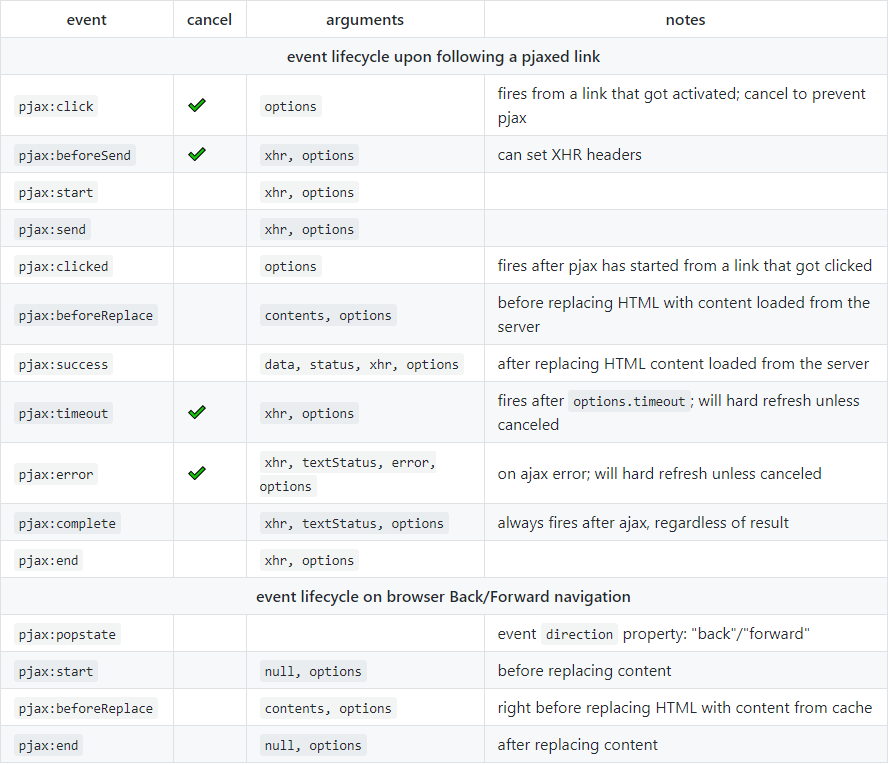 event cancel arguments notes
event lifecycle upon following a pjaxed link
pjax:click ✔ options fires from a link that got activated; cancel to prevent
pjax
pjax:beforeSend ✔ xhr, options can set XHR headers
pjax:start xhr, options
pjax:send xhr, options
pjax:clicked options fires after pjax has started from a link that got clicked
pjax:beforeReplace contents, options before replacing HTML with content loaded from the
server
pjax:success data, status, xhr, options after replacing HTML content loaded from the server
pjax:timeout ✔ xhr, options fires after options.timeout; will hard refresh unless
canceled
pjax:error ✔ xhr, textStatus, error,
options on ajax error; will hard refresh unless canceled
pjax:complete xhr, textStatus, options always fires after ajax, regardless of result
pjax:end xhr, options
event lifecycle on browser Back/Forward navigation
pjax:popstate event direction property: "back"/"forward"
pjax:start null, options before replacing content
pjax:beforeReplace contents, options right before replacing HTML with content from cache
pjax:end null, options after replacing content